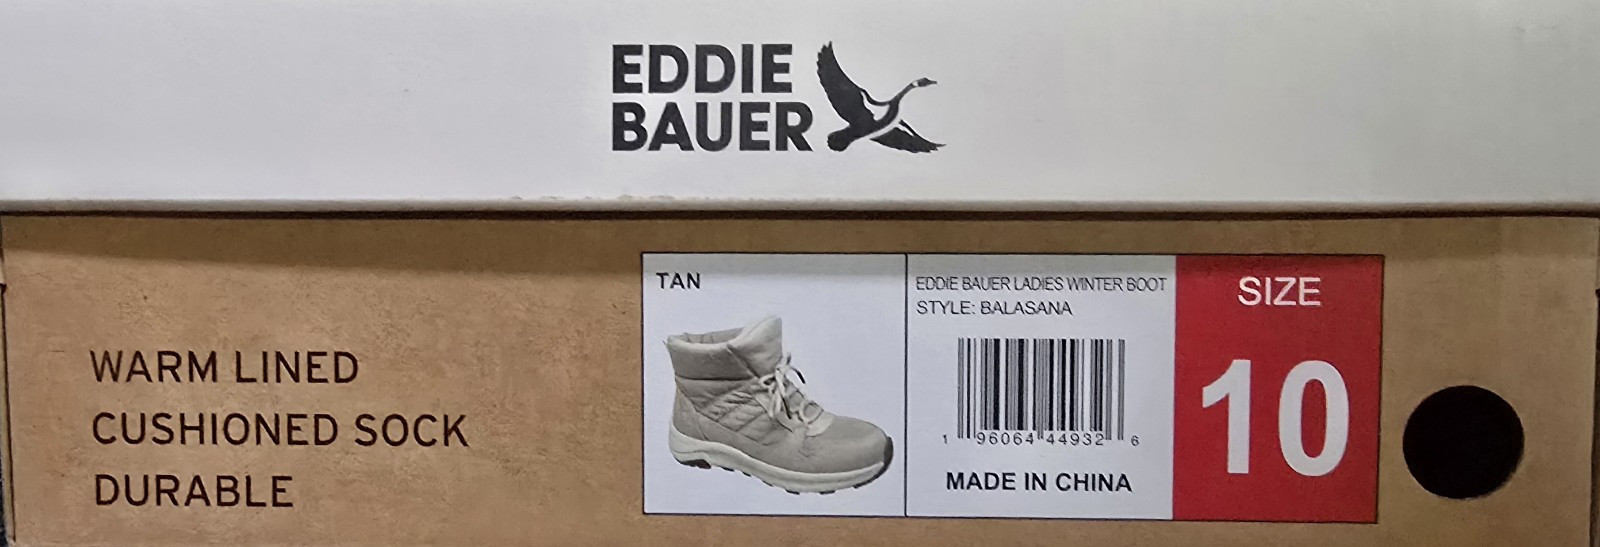 EDDIE
BAUER
WARM LINED
CUSHIONED SOCK
DURABLE
TAN
EDDIE BAUER LADIES WINTER BOOT
STYLE: BALASANA
1 96064 44932 6
MADE IN CHINA
SIZE
10